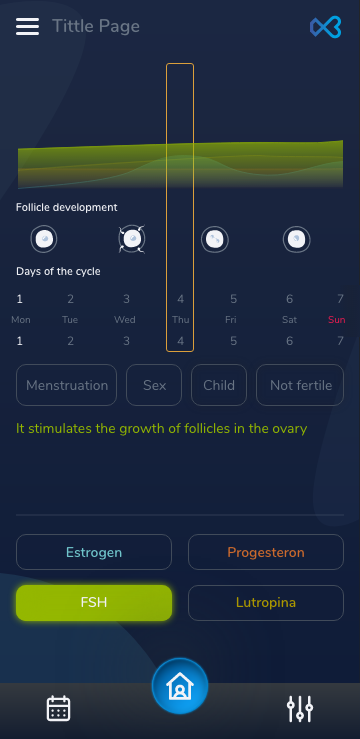 Tittle Page
Follicle development
Days of the cycle
1 2 3 4 5 6 7
Mon Tue Wed Thu Fri Sat Sun
1 2 3 4 5 6 7
Menstruation Sex Child Not fertile
It stimulates the growth of follicles in the ovary
Estrogen Progesteron
FSH Lutropina